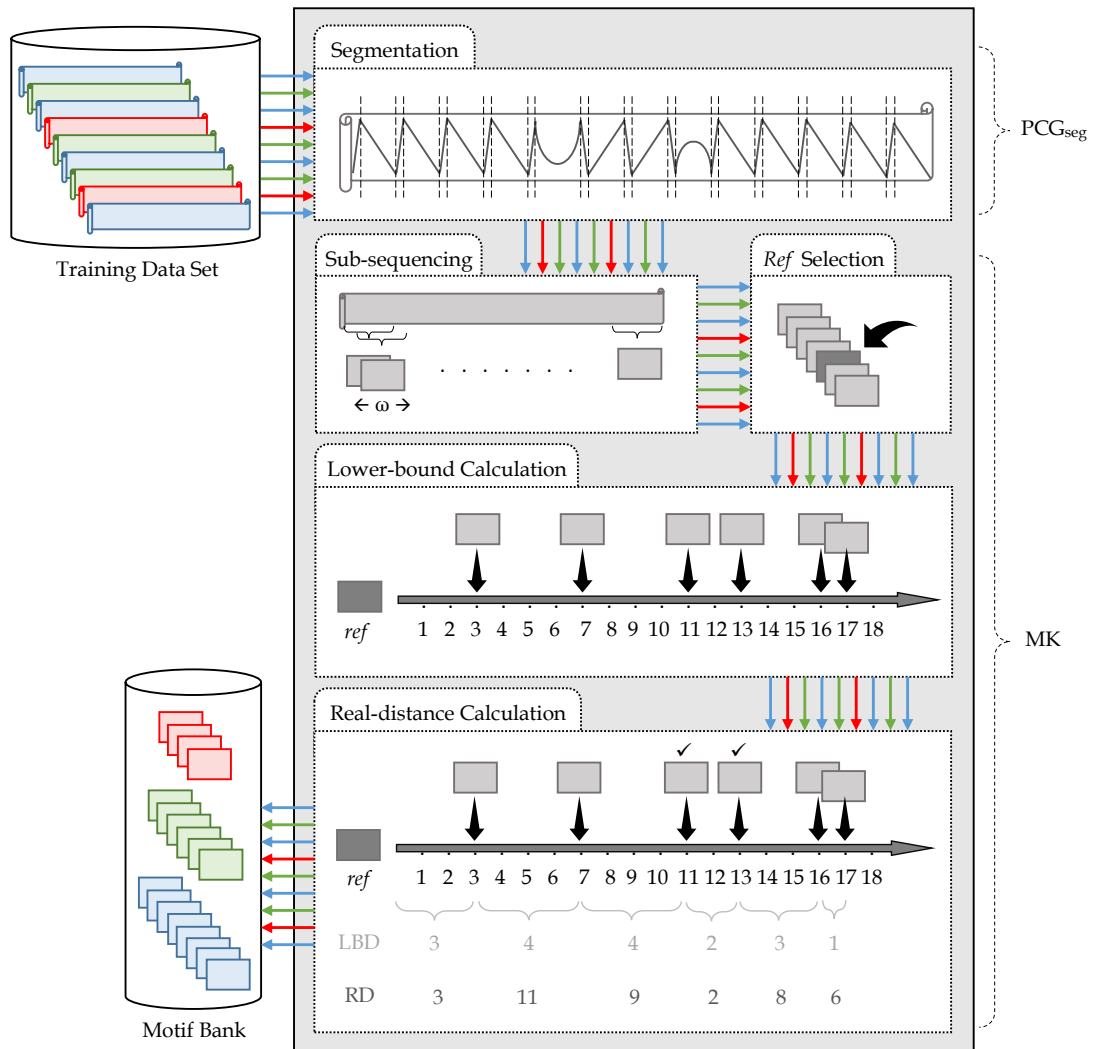 Segmentation
PCGseg
Training Data Set
Sub-sequencing
Ref Selection
. . . . . . .
← ω →
Lower-bound Calculation
ref
1 2 3 4 5 6 7 8 9 10 11 12 13 14 15 16 17 18
MK
Real-distance Calculation
✓ ✓
ref
1 2 3 4 5 6 7 8 9 10 11 12 13 14 15 16 17 18
LBD 3 4 4 2 3 1
RD 3 11 9 2 8 6
Motif Bank